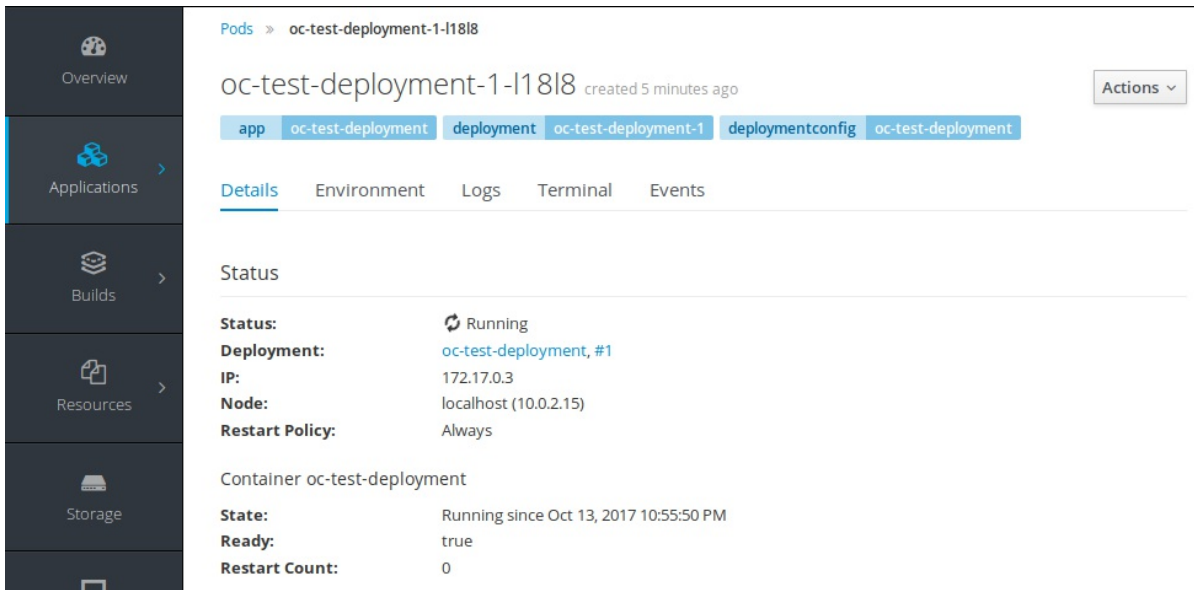 Pods » oc-test-deployment-1-l18l8
oc-test-deployment-1-l18l8 created 5 minutes ago
Actions
app oc-test-deployment deployment oc-test-deployment-1 deploymentconfig oc-test-deployment
Details Environment Logs Terminal Events
Overview
Applications
Builds
Resources
Storage
Status
Status: Running
Deployment: oc-test-deployment, #1
IP: 172.17.0.3
Node: localhost (10.0.2.15)
Restart Policy: Always
Container oc-test-deployment
State: Running since Oct 13, 2017 10:55:50 PM
Ready: true
Restart Count: 0